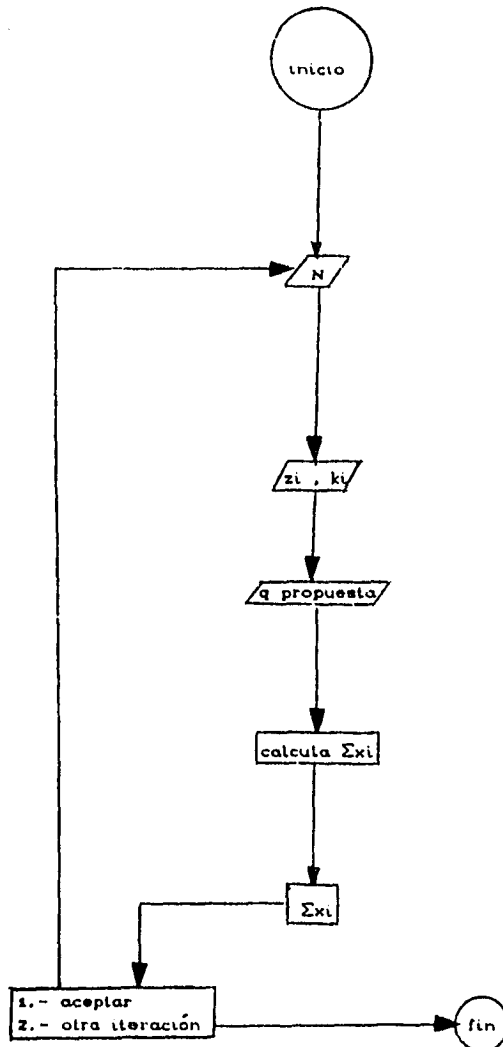 inicio
N
zi , ki
q propuesta
calcula Σxi
Σxi
1.- aceptar
2.- otra iteración
fin